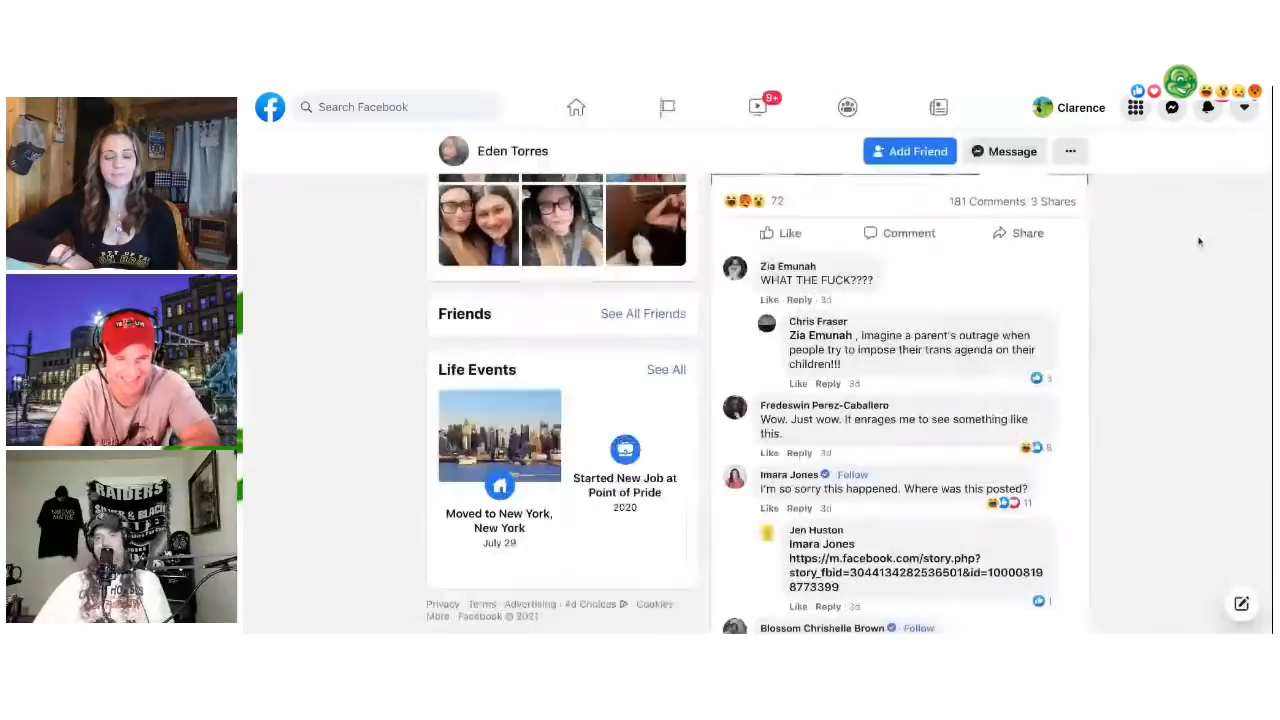 Search Facebook
9+
Clarence
Eden Torres
Add Friend
Message
72
181 Comments 3 Shares
Like
Comment
Share
Friends
See All Friends
Life Events
See All
Moved to New York,
New York
July 29
Started New Job at
Point of Pride
2020
Privacy · Terms · Advertising · Ad Choices · Cookies
More · Facebook © 2021
Zia Emunah
WHAT THE FUCK????
Like · Reply · 3d
Chris Fraser
Zia Emunah , imagine a parent's outrage when
people try to impose their trans agenda on their
children!!!
Like · Reply · 3d
3
Fredeswin Perez-Caballero
Wow. Just wow. It enrages me to see something like
this.
Like · Reply · 3d
8
Imara Jones Follow
I'm so sorry this happened. Where was this posted?
11
Like · Reply · 3d
Jen Huston
Imara Jones
https://m.facebook.com/story.php?
story_fbid=3044134282536501&id=10000819
8773399
Like · Reply · 3d
1
Blossom Chrishelle Brown · Follow
RAIDERS
SILVER & BLACK